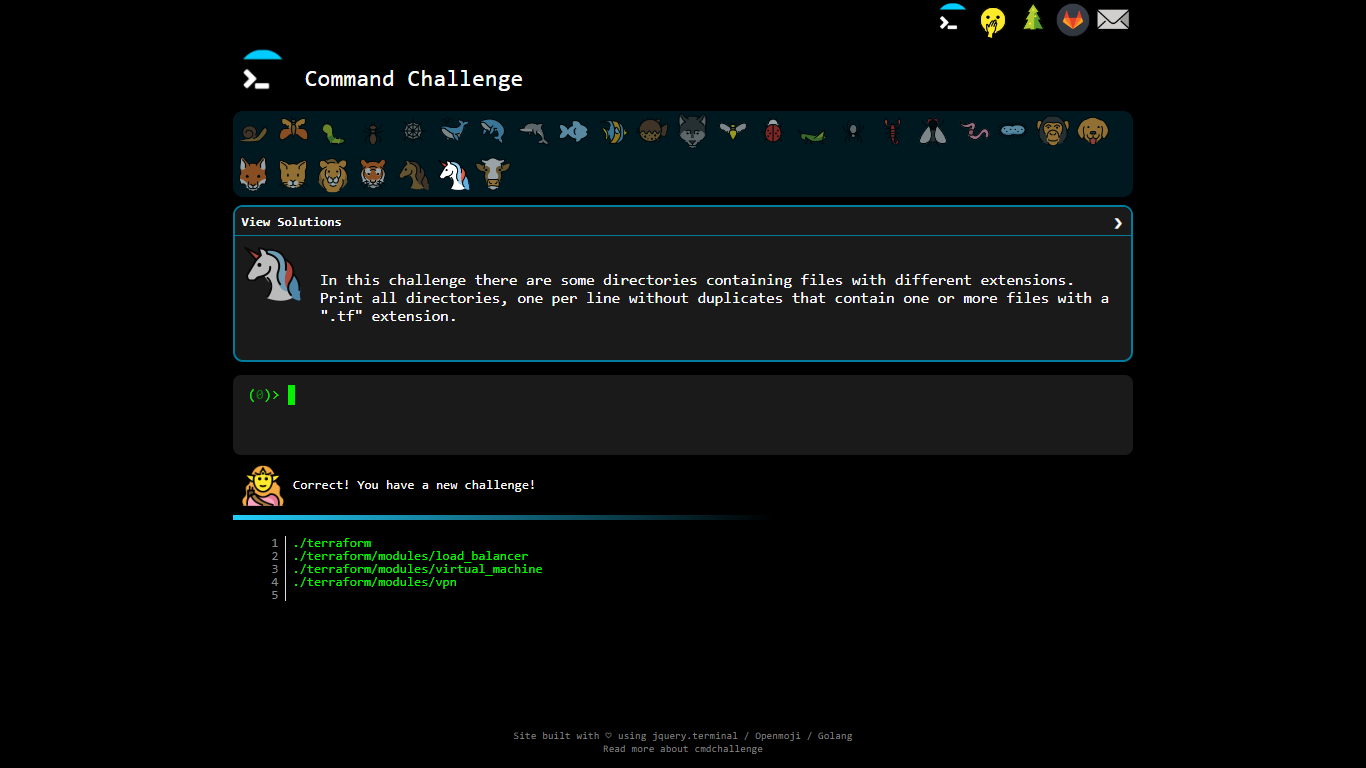 Command Challenge
View Solutions ❯
In this challenge there are some directories containing files with different extensions.
Print all directories, one per line without duplicates that contain one or more files with a
".tf" extension.
(0)>
Correct! You have a new challenge!
1 ./terraform
2 ./terraform/modules/load_balancer
3 ./terraform/modules/virtual_machine
4 ./terraform/modules/vpn
5
Site built with ♡ using jquery.terminal / Openmoji / Golang
Read more about cmdchallenge